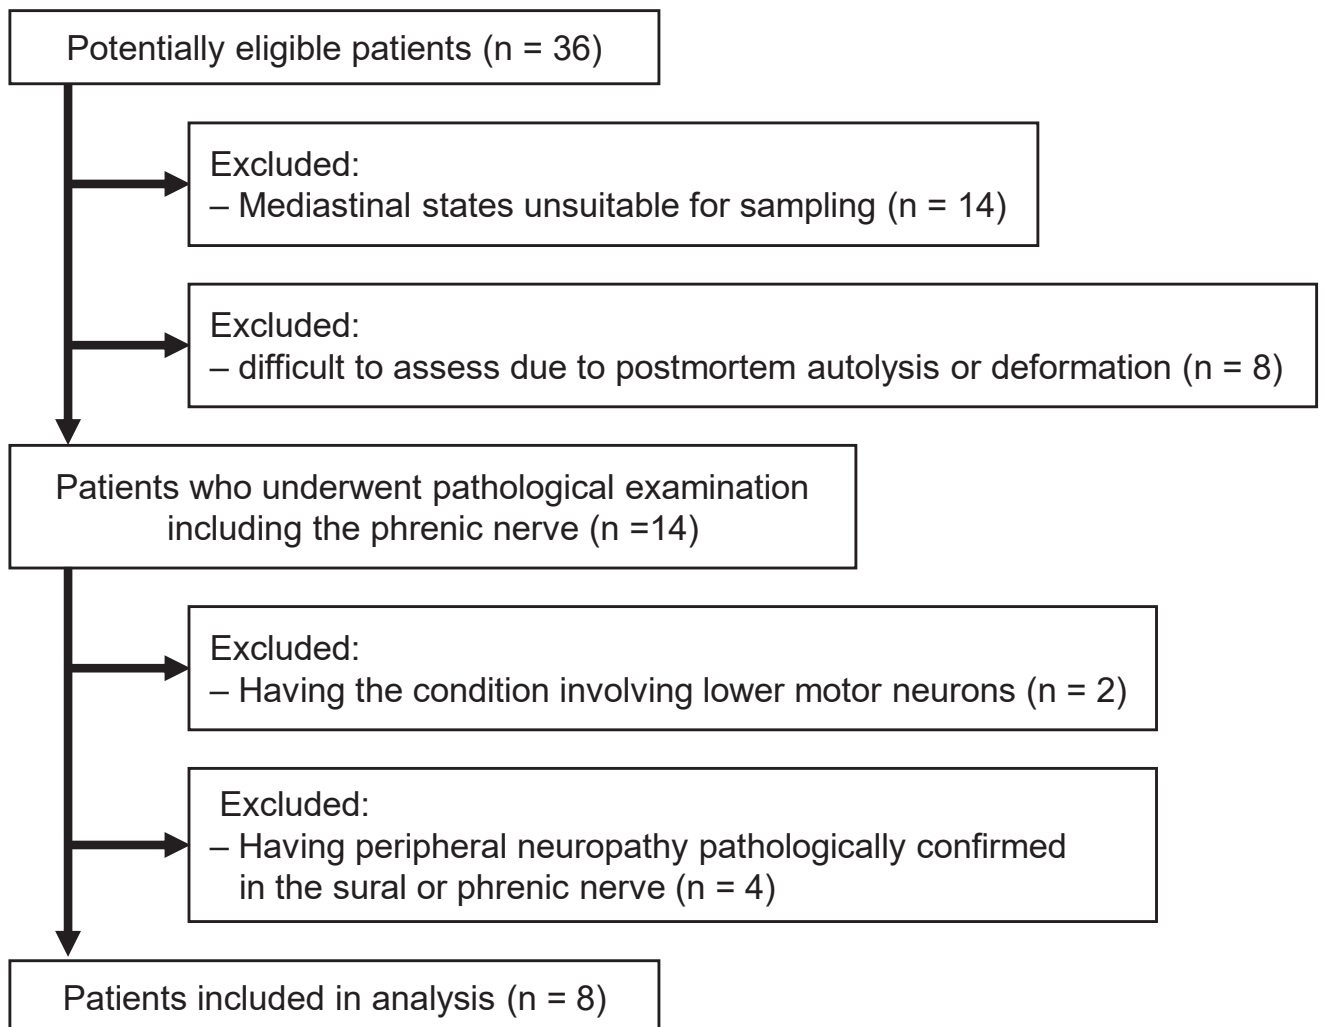 Potentially eligible patients (n = 36)
Excluded:
– Mediastinal states unsuitable for sampling (n = 14)
Excluded:
– difficult to assess due to postmortem autolysis or deformation (n = 8)
Patients who underwent pathological examination
including the phrenic nerve (n =14)
Excluded:
– Having the condition involving lower motor neurons (n = 2)
Excluded:
– Having peripheral neuropathy pathologically confirmed
in the sural or phrenic nerve (n = 4)
Patients included in analysis (n = 8)